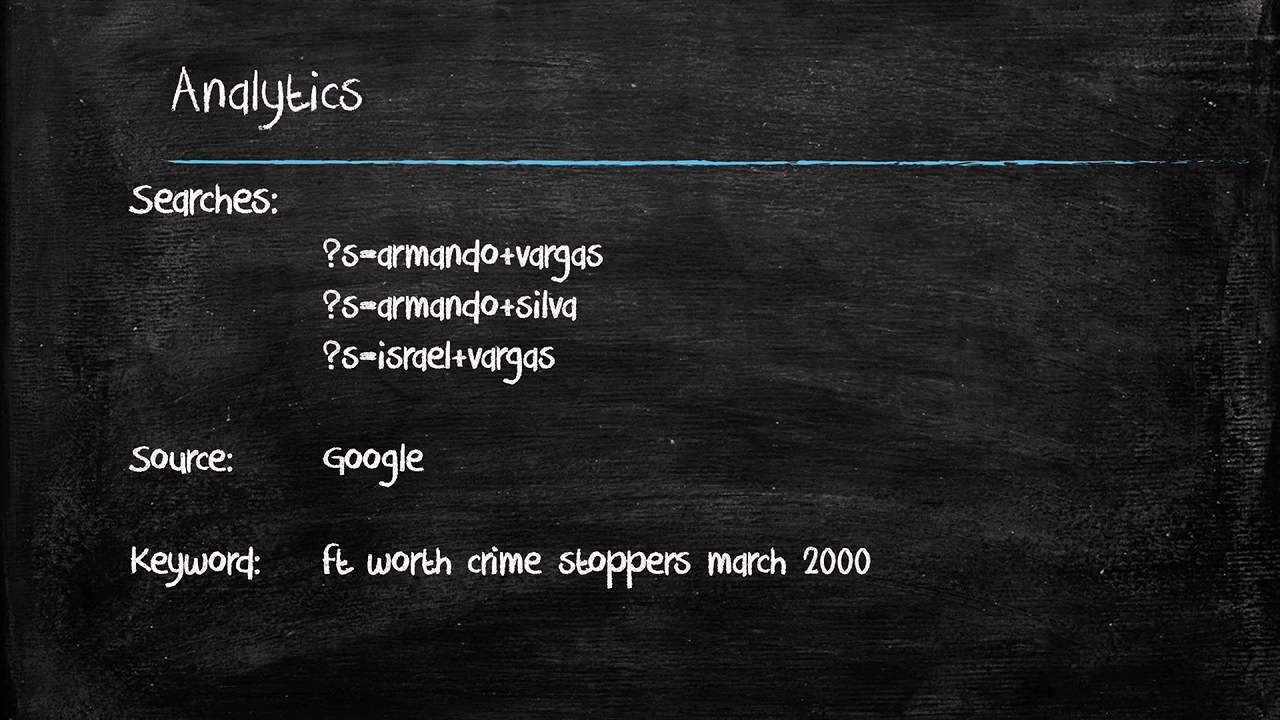 Analytics
Searches:
?s=armando+vargas
?s=armando+silva
?s=israel+vargas
Source: Google
Keyword: ft worth crime stoppers march 2000